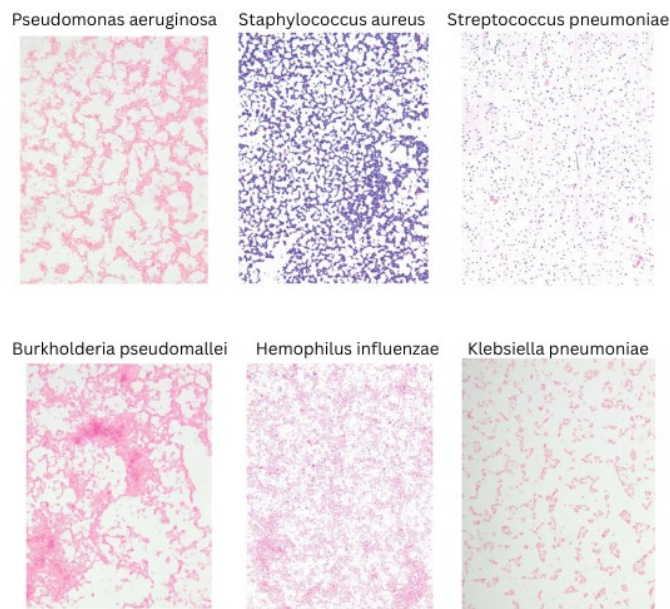 Pseudomonas aeruginosa
Staphylococcus aureus
Streptococcus pneumoniae
Burkholderia pseudomallei
Hemophilus influenzae
Klebsiella pneumoniae